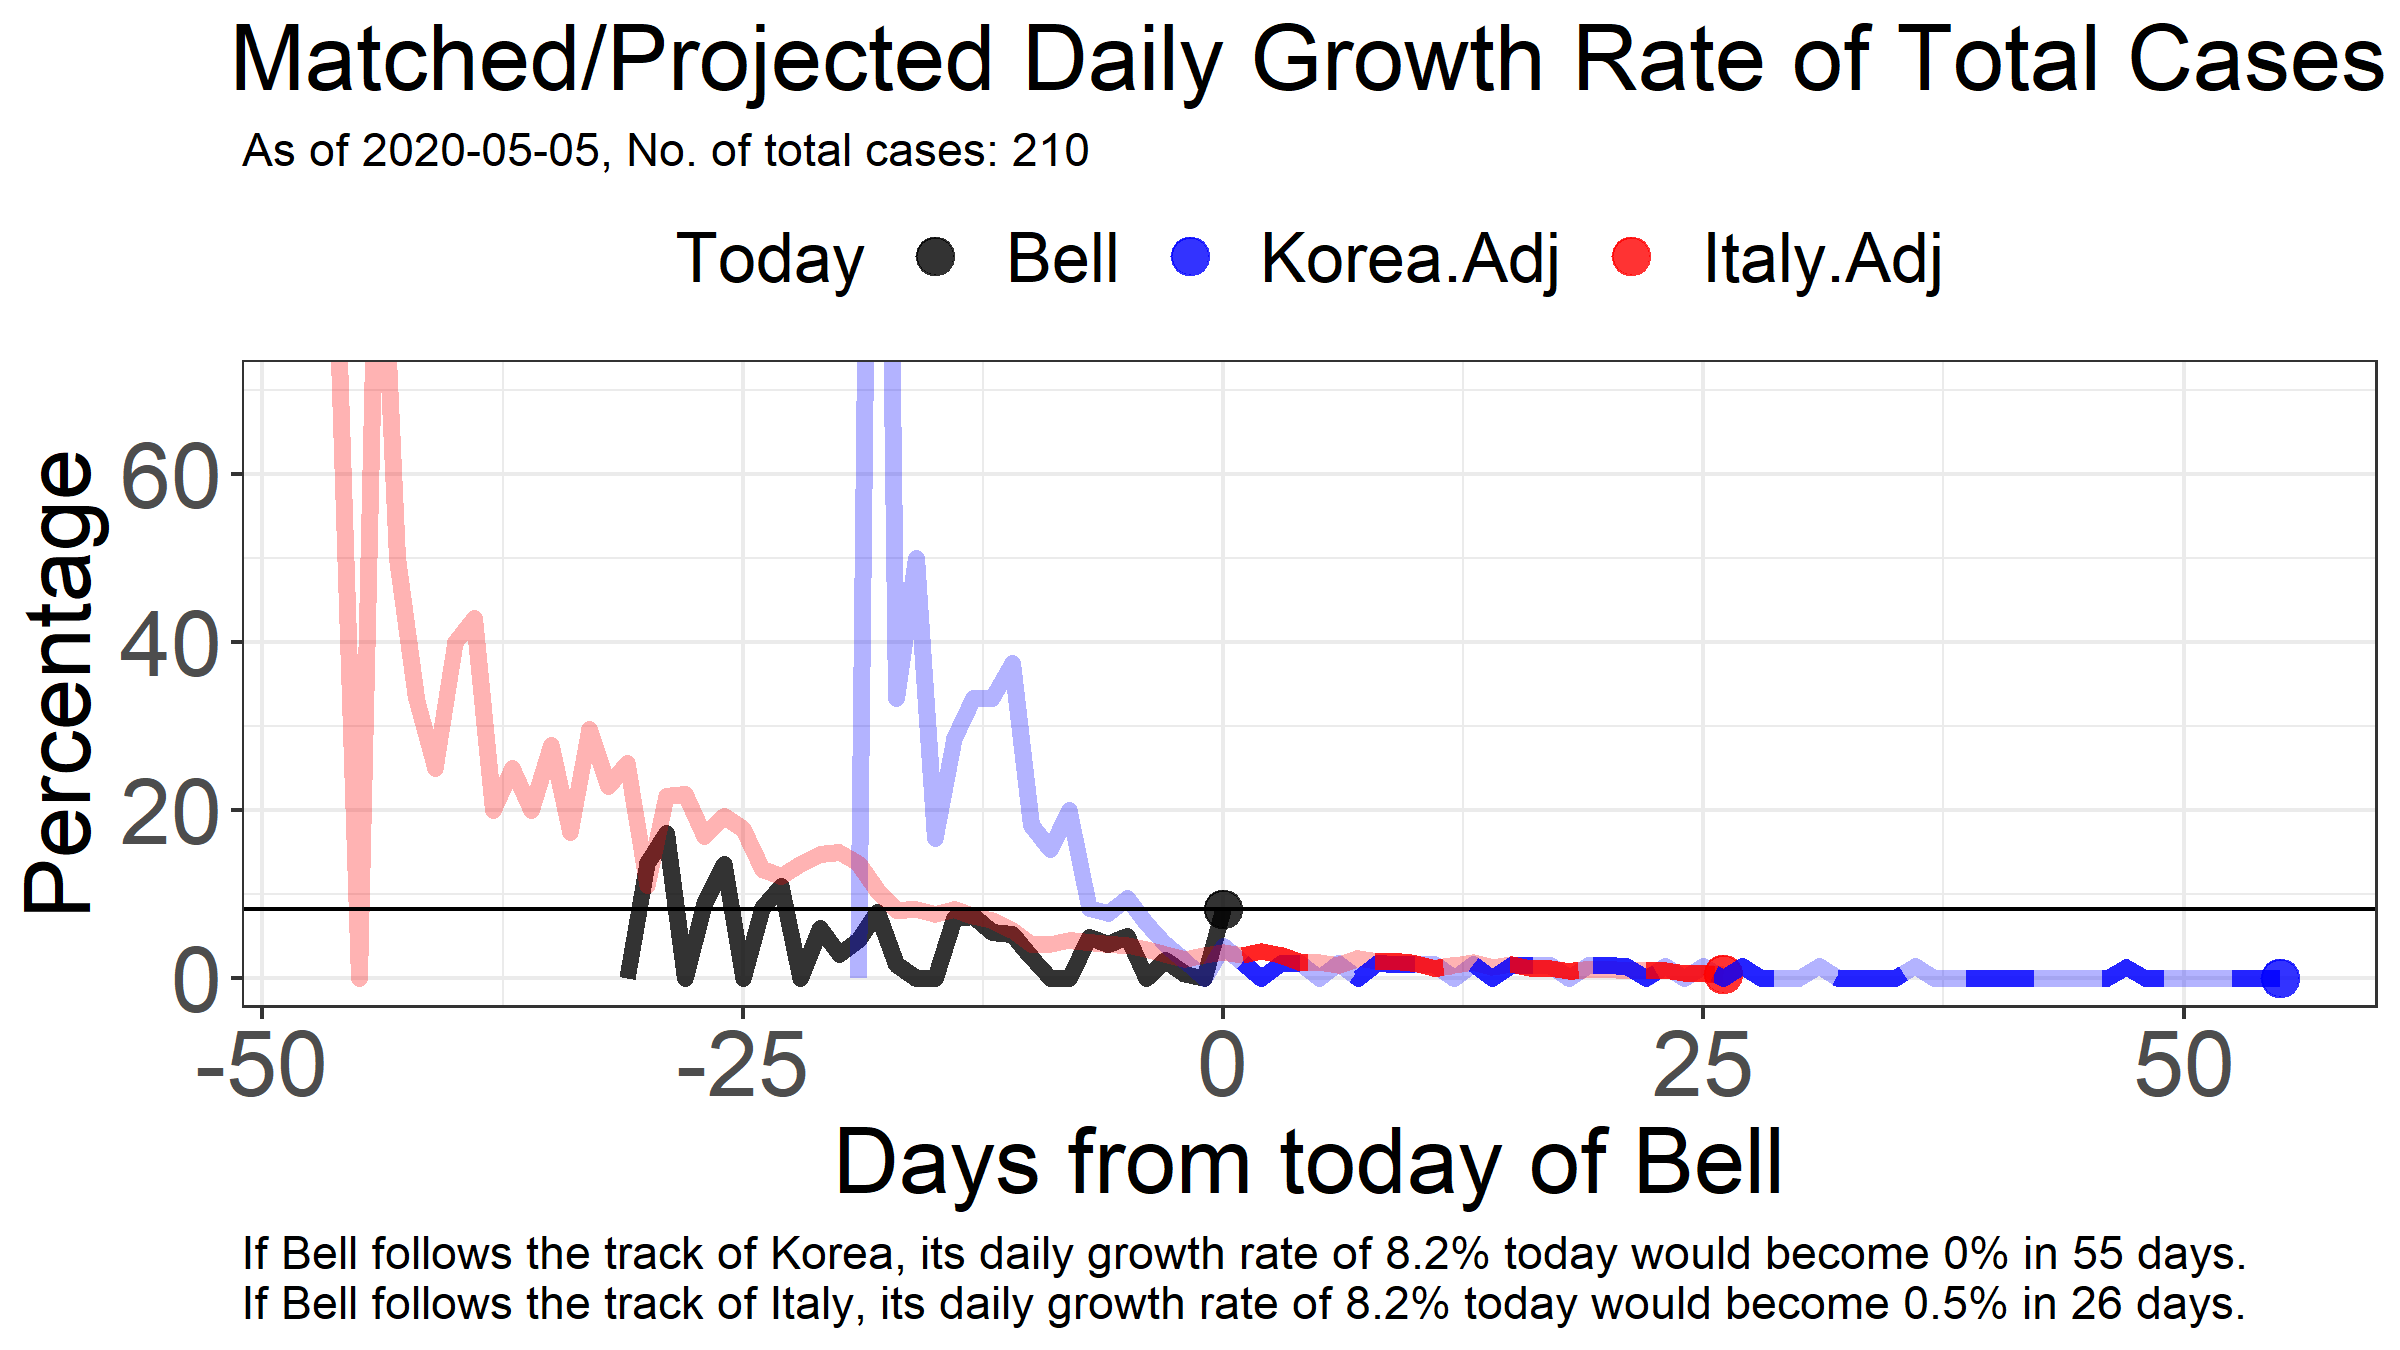 Matched/Projected Daily Growth Rate of Total Cases
As of 2020-05-05, No. of total cases: 210
Today Bell Korea.Adj Italy.Adj
Percentage
60
40
20
0
-50 -25 0 25 50
Days from today of Bell
If Bell follows the track of Korea, its daily growth rate of 8.2% today would become 0% in 55 days.
If Bell follows the track of Italy, its daily growth rate of 8.2% today would become 0.5% in 26 days.